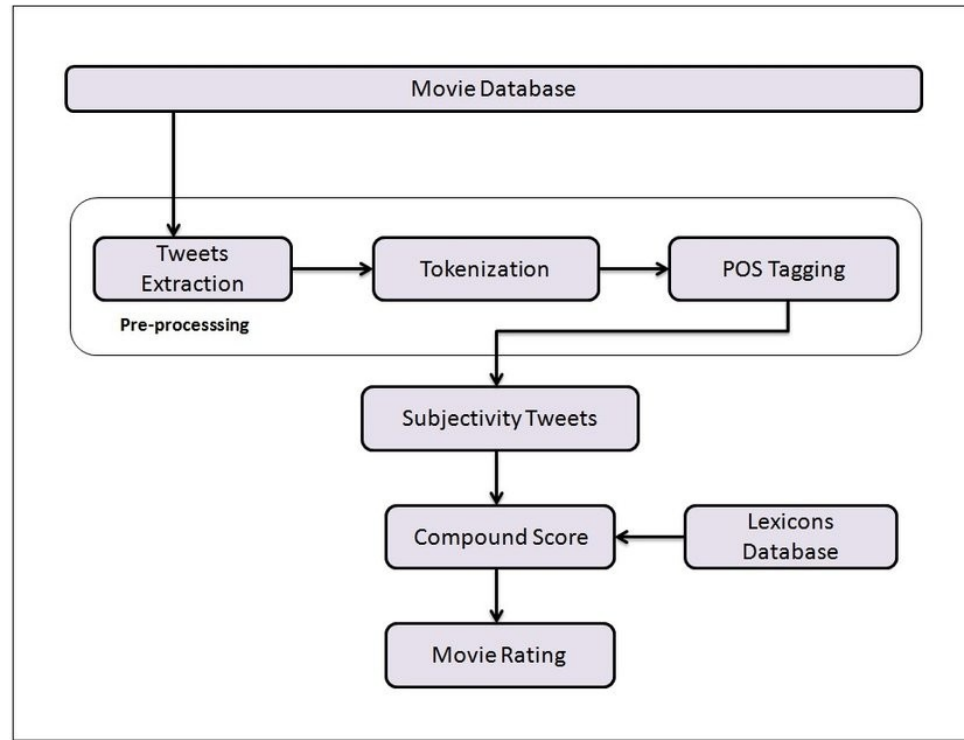 Movie Database
Tweets
Extraction
Tokenization
POS Tagging
Pre-processsing
Subjectivity Tweets
Compound Score
Lexicons
Database
Movie Rating